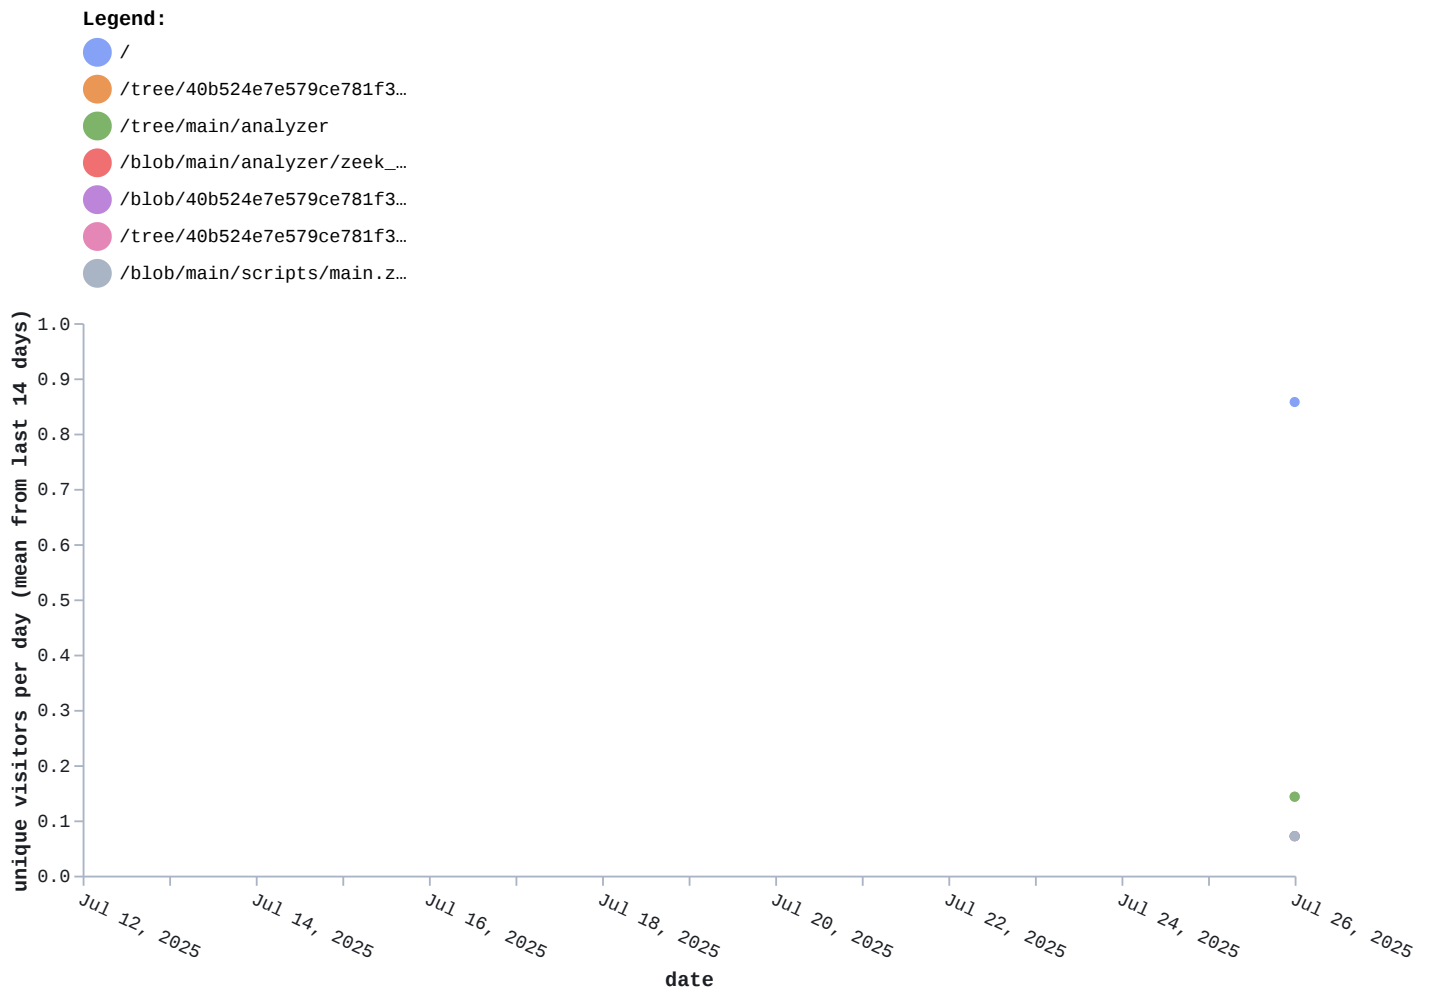 Legend:
/
/tree/40b524e7e579ce781f3…
/tree/main/analyzer
/blob/main/analyzer/zeek_…
/blob/40b524e7e579ce781f3…
/tree/40b524e7e579ce781f3…
/blob/main/scripts/main.z…
unique visitors per day (mean from last 14 days)
1.0
0.9
0.8
0.7
0.6
0.5
0.4
0.3
0.2
0.1
0.0
Jul 12, 2025
Jul 14, 2025
Jul 16, 2025
Jul 18, 2025
Jul 20, 2025
Jul 22, 2025
Jul 24, 2025
Jul 26, 2025
date